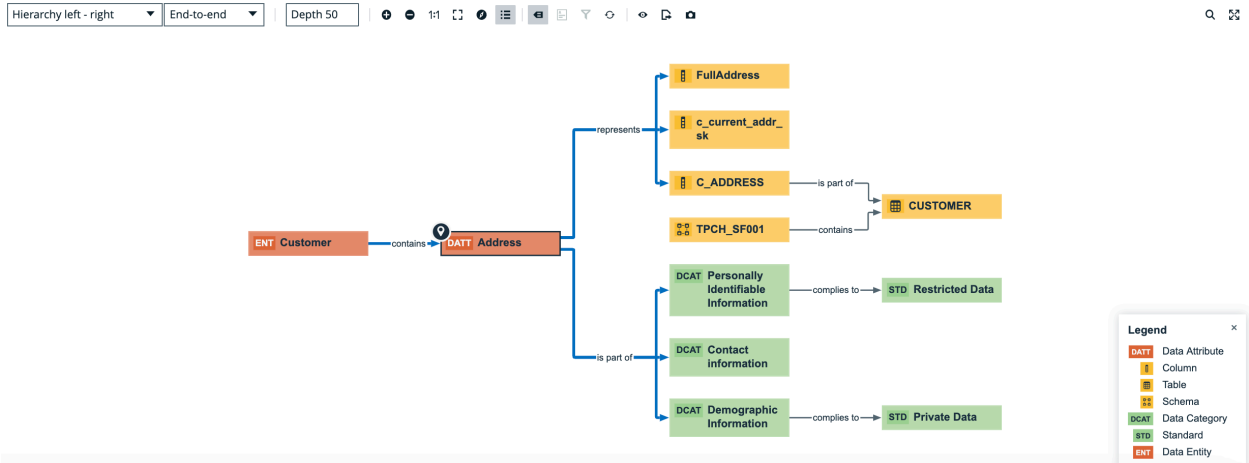 Hierarchy left - right
End-to-end
Depth 50
1:1
FullAddress
represents
c_current_addr_
sk
C_ADDRESS
is part of
CUSTOMER
TPCH_SF001
contains
ENT Customer
contains
DATT Address
DCAT Personally
Identifiable
Information
complies to
STD Restricted Data
is part of
DCAT Contact
information
DCAT Demographic
Information
complies to
STD Private Data
Legend
×
DATT Data Attribute
Column
Table
Schema
DCAT Data Category
STD Standard
ENT Data Entity